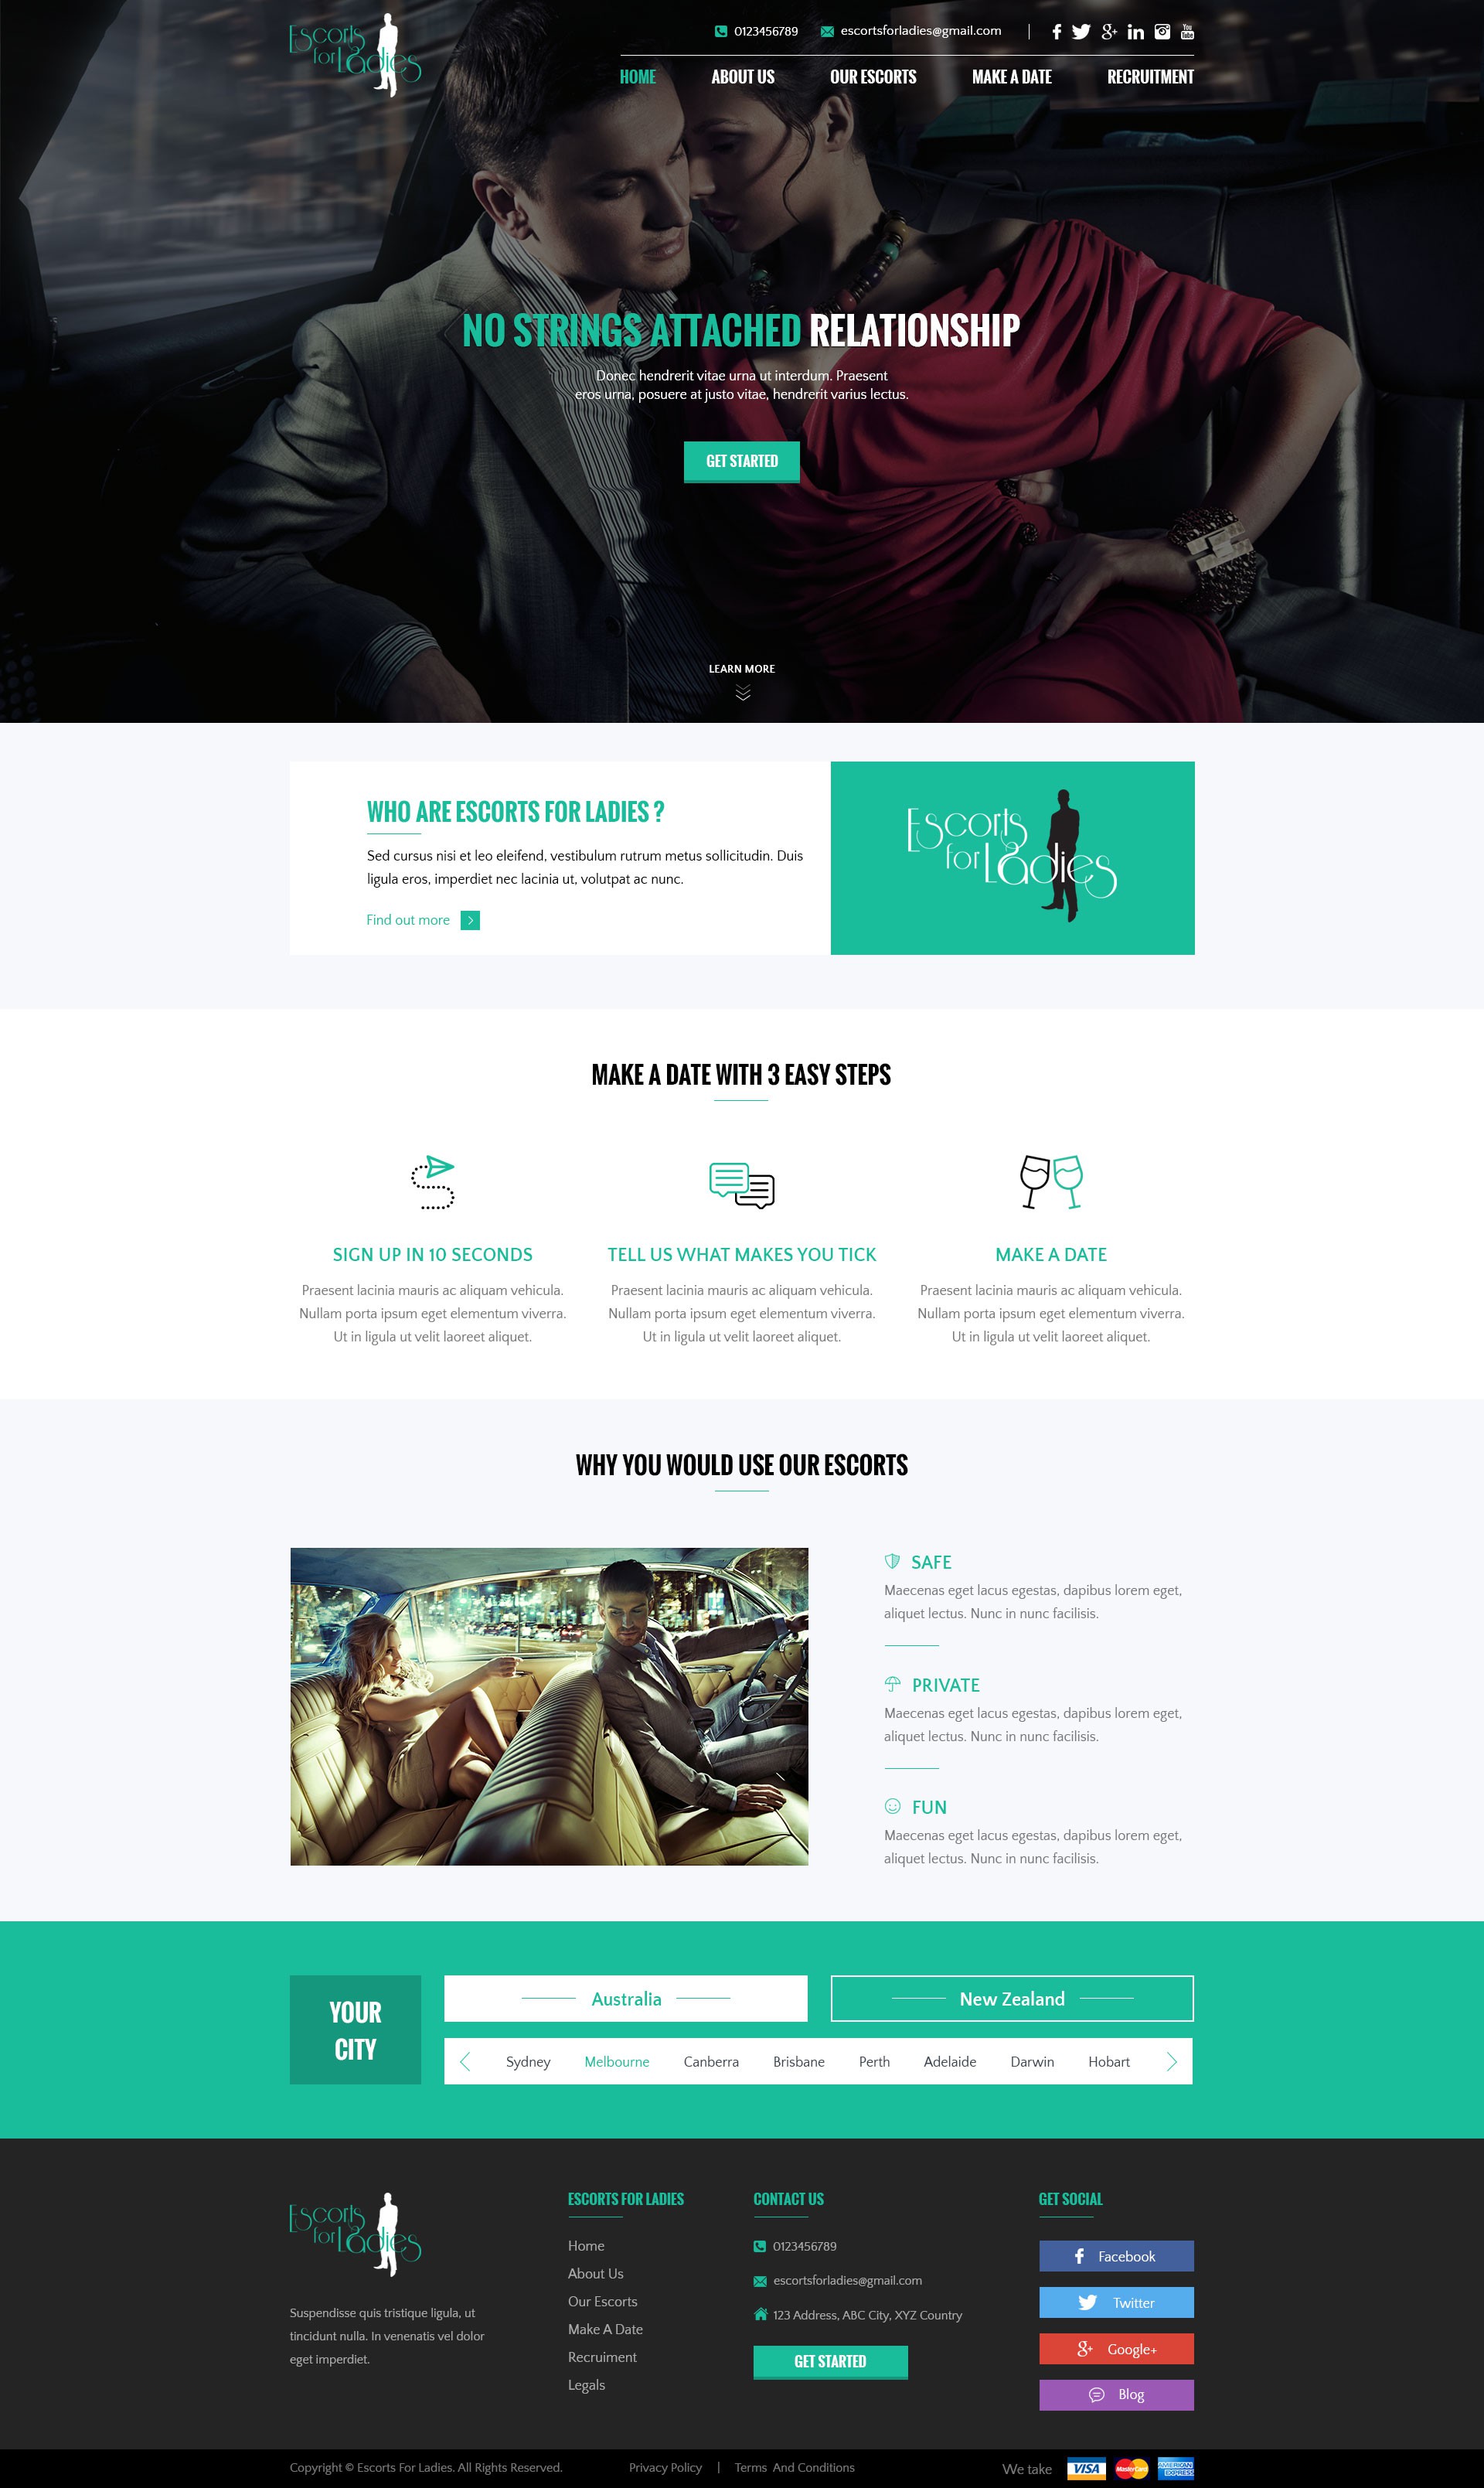 Escorts
for Ladies
0123456789 escortsforladies@gmail.com
HOME ABOUT US OUR ESCORTS MAKE A DATE RECRUITMENT
NO STRINGS ATTACHED RELATIONSHIP
Donec hendrerit vitae urna ut interdum. Praesent
eros urna, posuere at justo vitae, hendrerit varius lectus.
GET STARTED
LEARN MORE
WHO ARE ESCORTS FOR LADIES ?
Sed cursus nisi et leo eleifend, vestibulum rutrum metus sollicitudin. Duis
ligula eros, imperdiet nec lacinia ut, volutpat ac nunc.
Find out more
Escorts
for Ladies
MAKE A DATE WITH 3 EASY STEPS
SIGN UP IN 10 SECONDS
Praesent lacinia mauris ac aliquam vehicula.
Nullam porta ipsum eget elementum viverra.
Ut in ligula ut velit laoreet aliquet.
TELL US WHAT MAKES YOU TICK
Praesent lacinia mauris ac aliquam vehicula.
Nullam porta ipsum eget elementum viverra.
Ut in ligula ut velit laoreet aliquet.
MAKE A DATE
Praesent lacinia mauris ac aliquam vehicula.
Nullam porta ipsum eget elementum viverra.
Ut in ligula ut velit laoreet aliquet.
WHY YOU WOULD USE OUR ESCORTS
SAFE
Maecenas eget lacus egestas, dapibus lorem eget,
aliquet lectus. Nunc in nunc facilisis.
PRIVATE
Maecenas eget lacus egestas, dapibus lorem eget,
aliquet lectus. Nunc in nunc facilisis.
FUN
Maecenas eget lacus egestas, dapibus lorem eget,
aliquet lectus. Nunc in nunc facilisis.
YOUR
CITY
Australia New Zealand
Sydney Melbourne Canberra Brisbane Perth Adelaide Darwin Hobart
Escorts
for Ladies
Suspendisse quis tristique ligula, ut
tincidunt nulla. In venenatis vel dolor
eget imperdiet.
ESCORTS FOR LADIES
Home
About Us
Our Escorts
Make A Date
Recruiment
Legals
CONTACT US
0123456789
escortsforladies@gmail.com
123 Address, ABC City, XYZ Country
GET STARTED
GET SOCIAL
Facebook
Twitter
Google+
Blog
Copyright © Escorts For Ladies. All Rights Reserved. Privacy Policy | Terms And Conditions We take VISA MasterCard AMERICAN EXPRESS